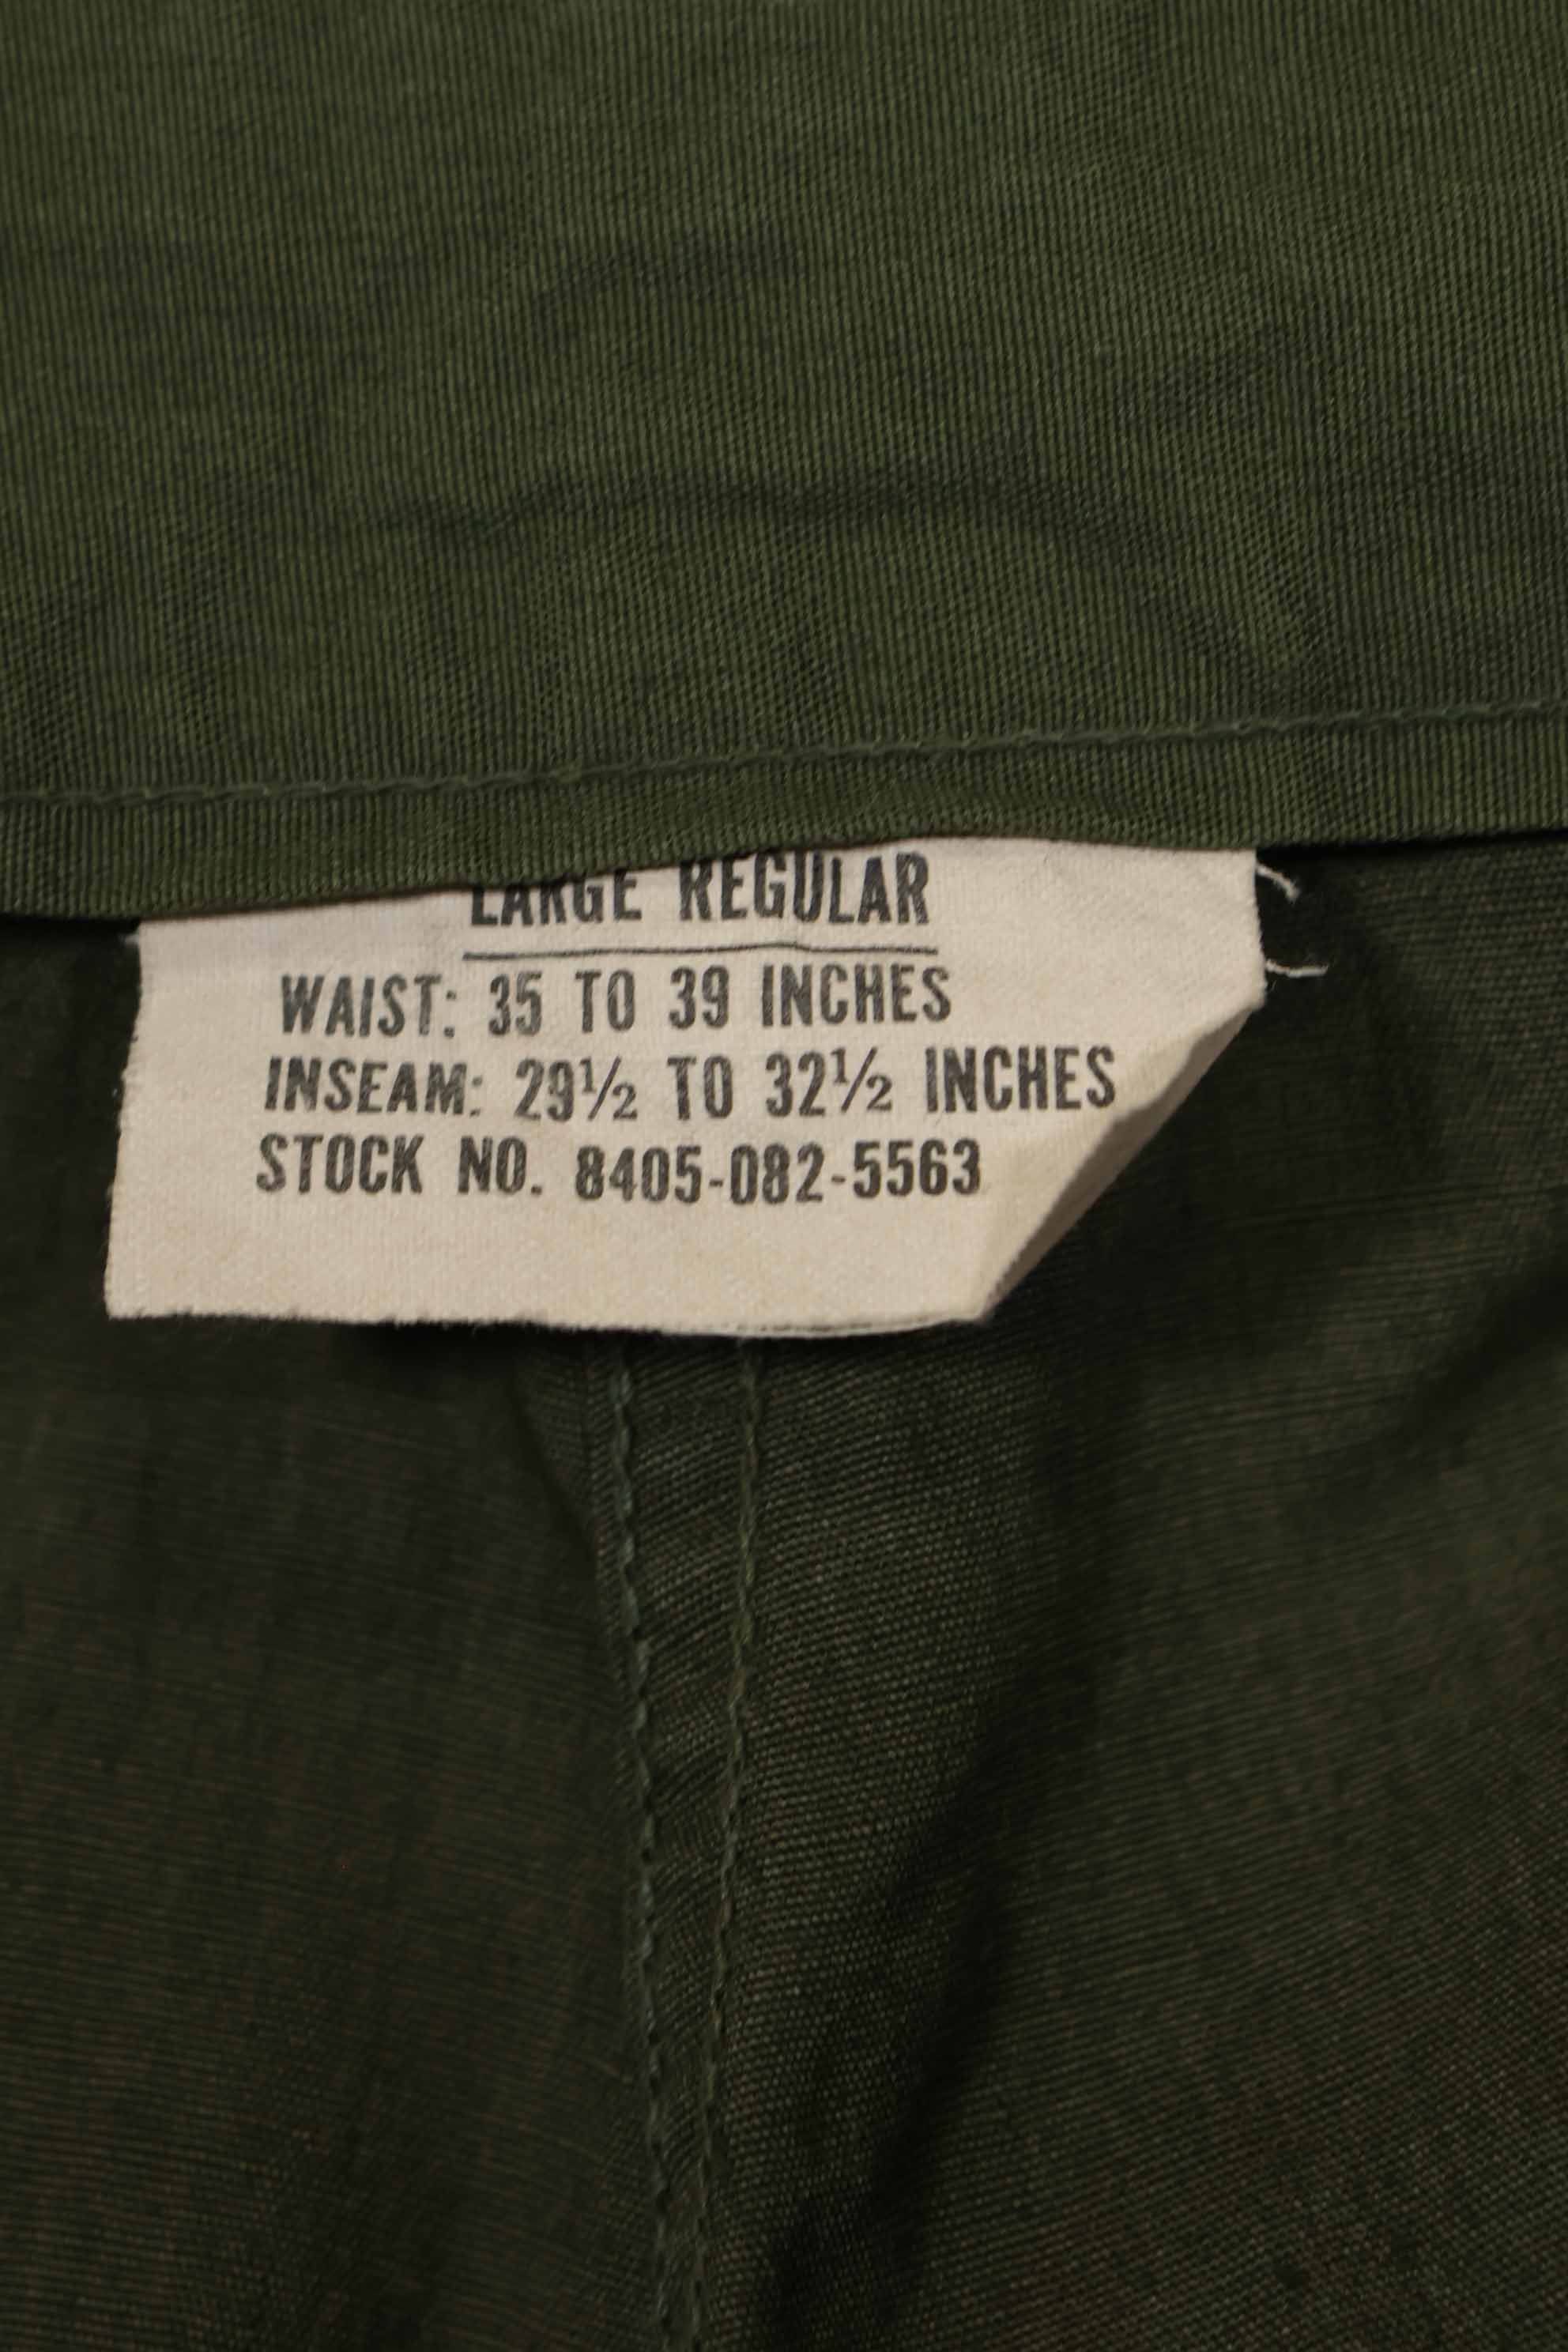 LARGE REGULAR
WAIST: 35 TO 39 INCHES
INSEAM: 29½ TO 32½ INCHES
STOCK NO. 8405-082-5563